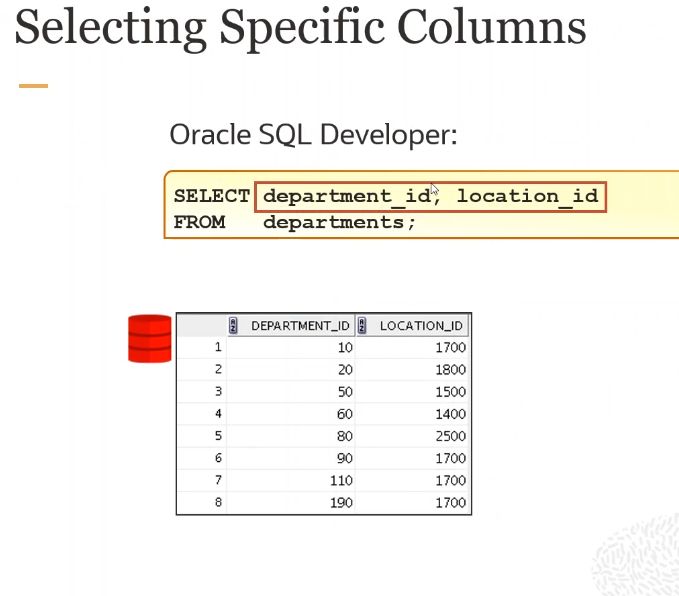 Selecting Specific Columns
Oracle SQL Developer:
SELECT department_id, location_id
FROM departments;
DEPARTMENT_ID LOCATION_ID
1 10 1700
2 20 1800
3 50 1500
4 60 1400
5 80 2500
6 90 1700
7 110 1700
8 190 1700